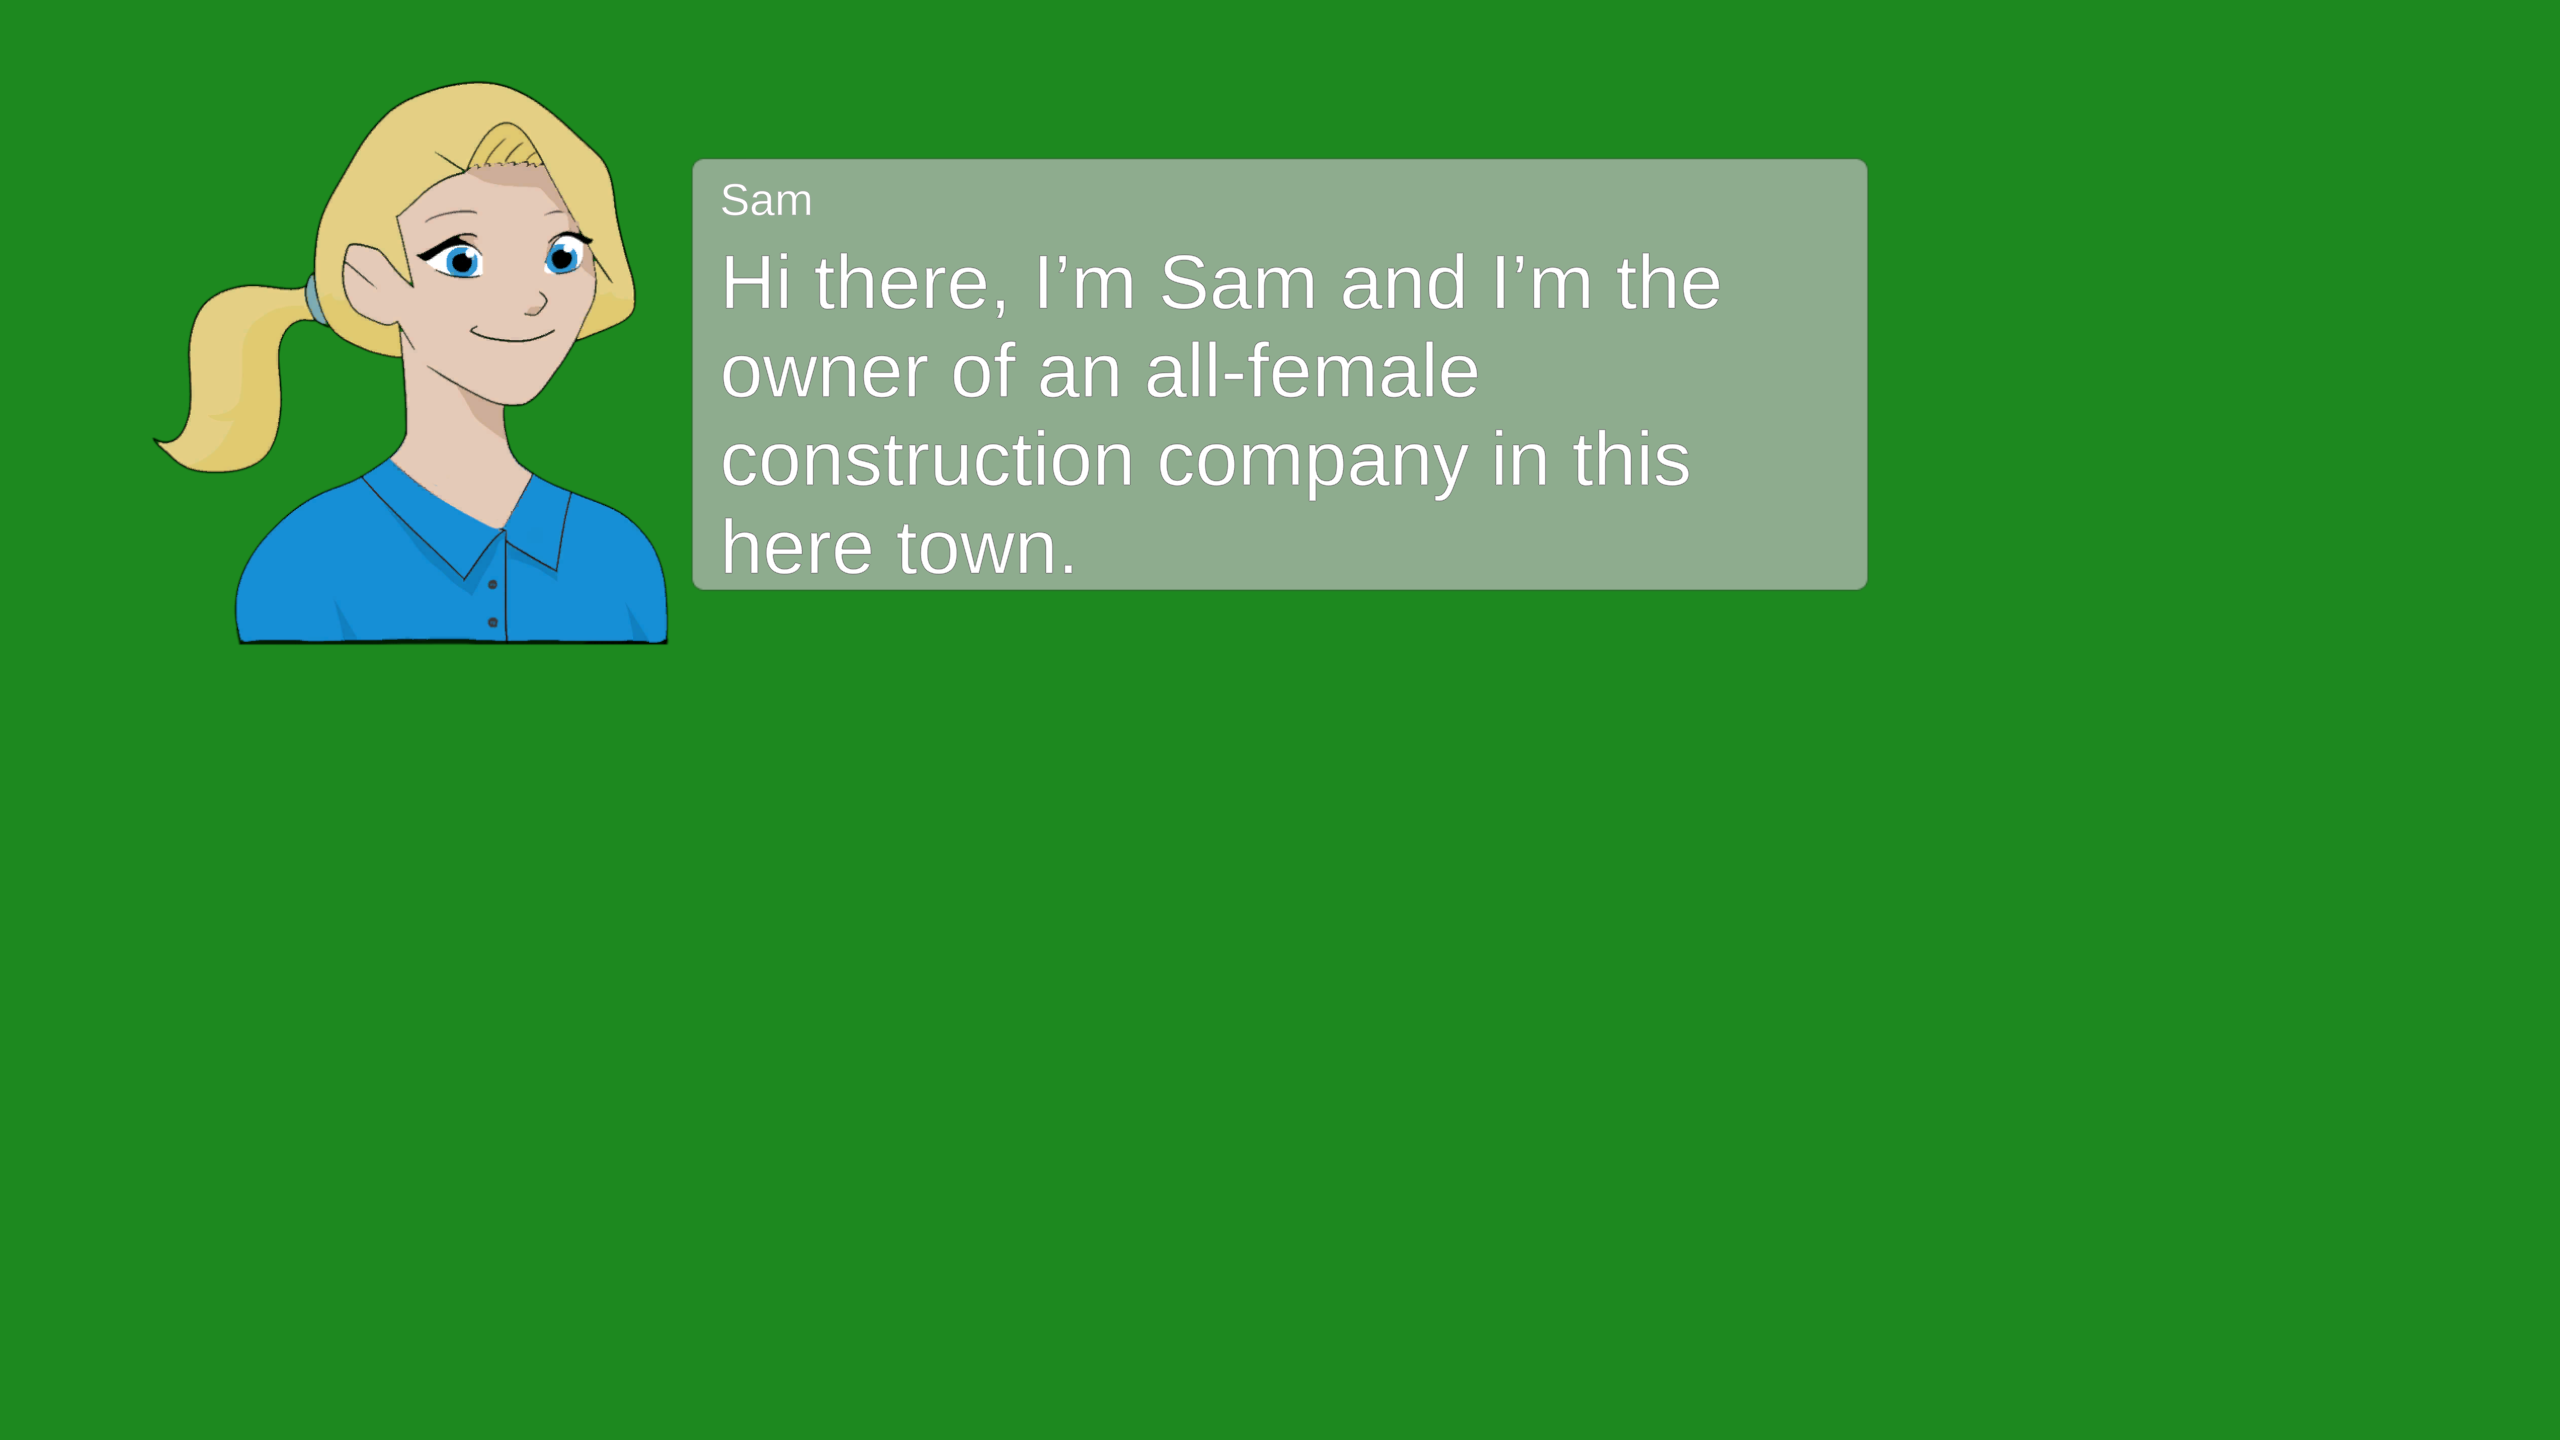 Sam
Hi there, I’m Sam and I’m the
owner of an all-female
construction company in this
here town.